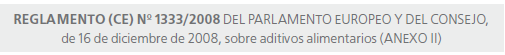 REGLAMENTO (CE) Nº 1333/2008 DEL PARLAMENTO EUROPEO Y DEL CONSEJO,
de 16 de diciembre de 2008, sobre aditivos alimentarios (ANEXO II)